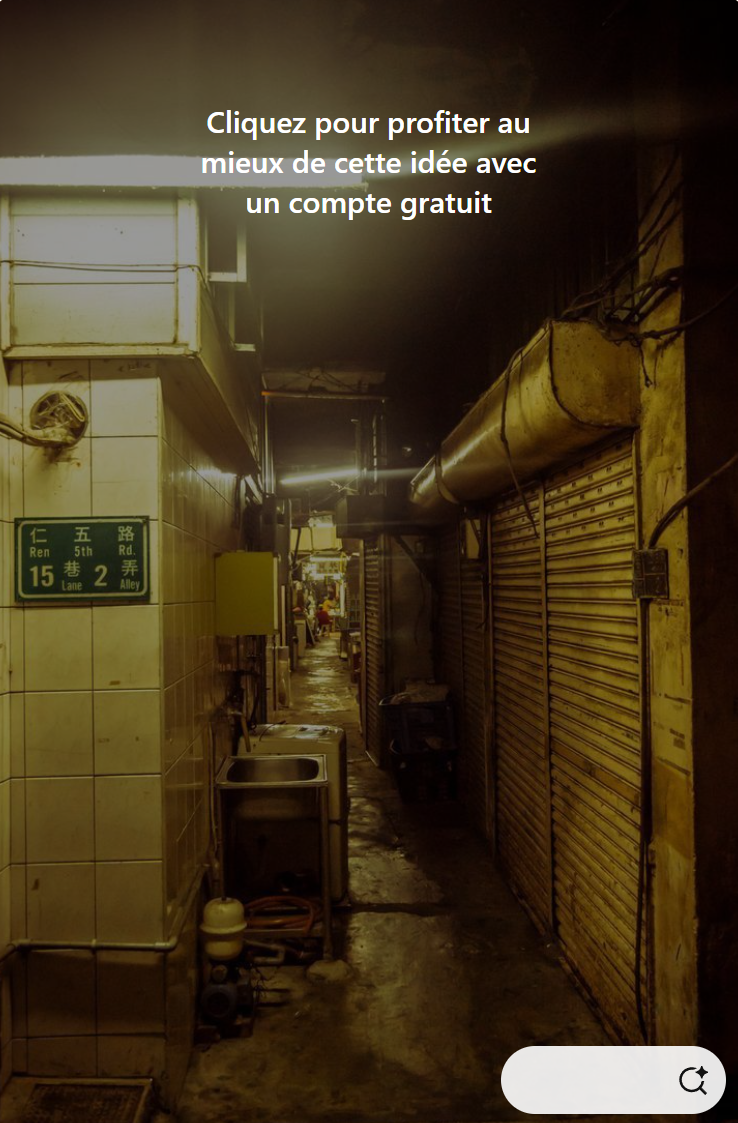 Cliquez pour profiter au
mieux de cette idée avec
un compte gratuit
仁 五 路
Ren 5th Rd.
15 巷 2 弄
Lane Alley